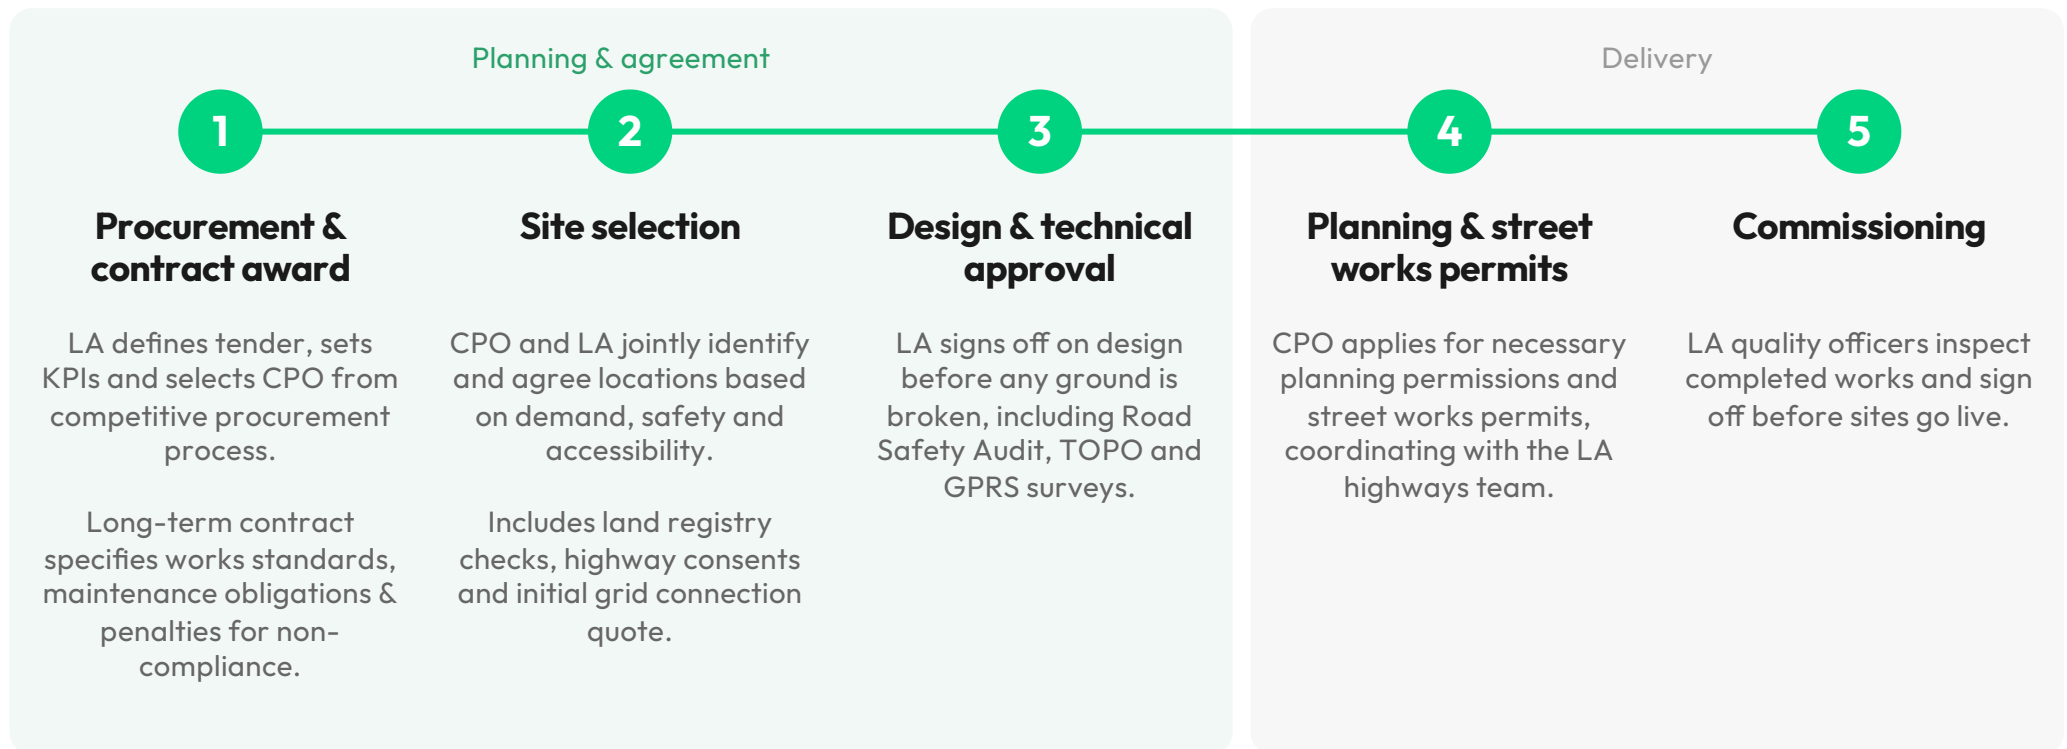 Planning & agreement
Delivery
1
2
3
4
5
Procurement &
contract award
Site selection
Design & technical
approval
Planning & street
works permits
Commissioning
LA defines tender, sets
KPIs and selects CPO from
competitive procurement
process.
Long-term contract
specifies works standards,
maintenance obligations &
penalties for non-
compliance.
CPO and LA jointly identify
and agree locations based
on demand, safety and
accessibility.
Includes land registry
checks, highway consents
and initial grid connection
quote.
LA signs off on design
before any ground is
broken, including Road
Safety Audit, TOPO and
GPRS surveys.
CPO applies for necessary
planning permissions and
street works permits,
coordinating with the LA
highways team.
LA quality officers inspect
completed works and sign
off before sites go live.